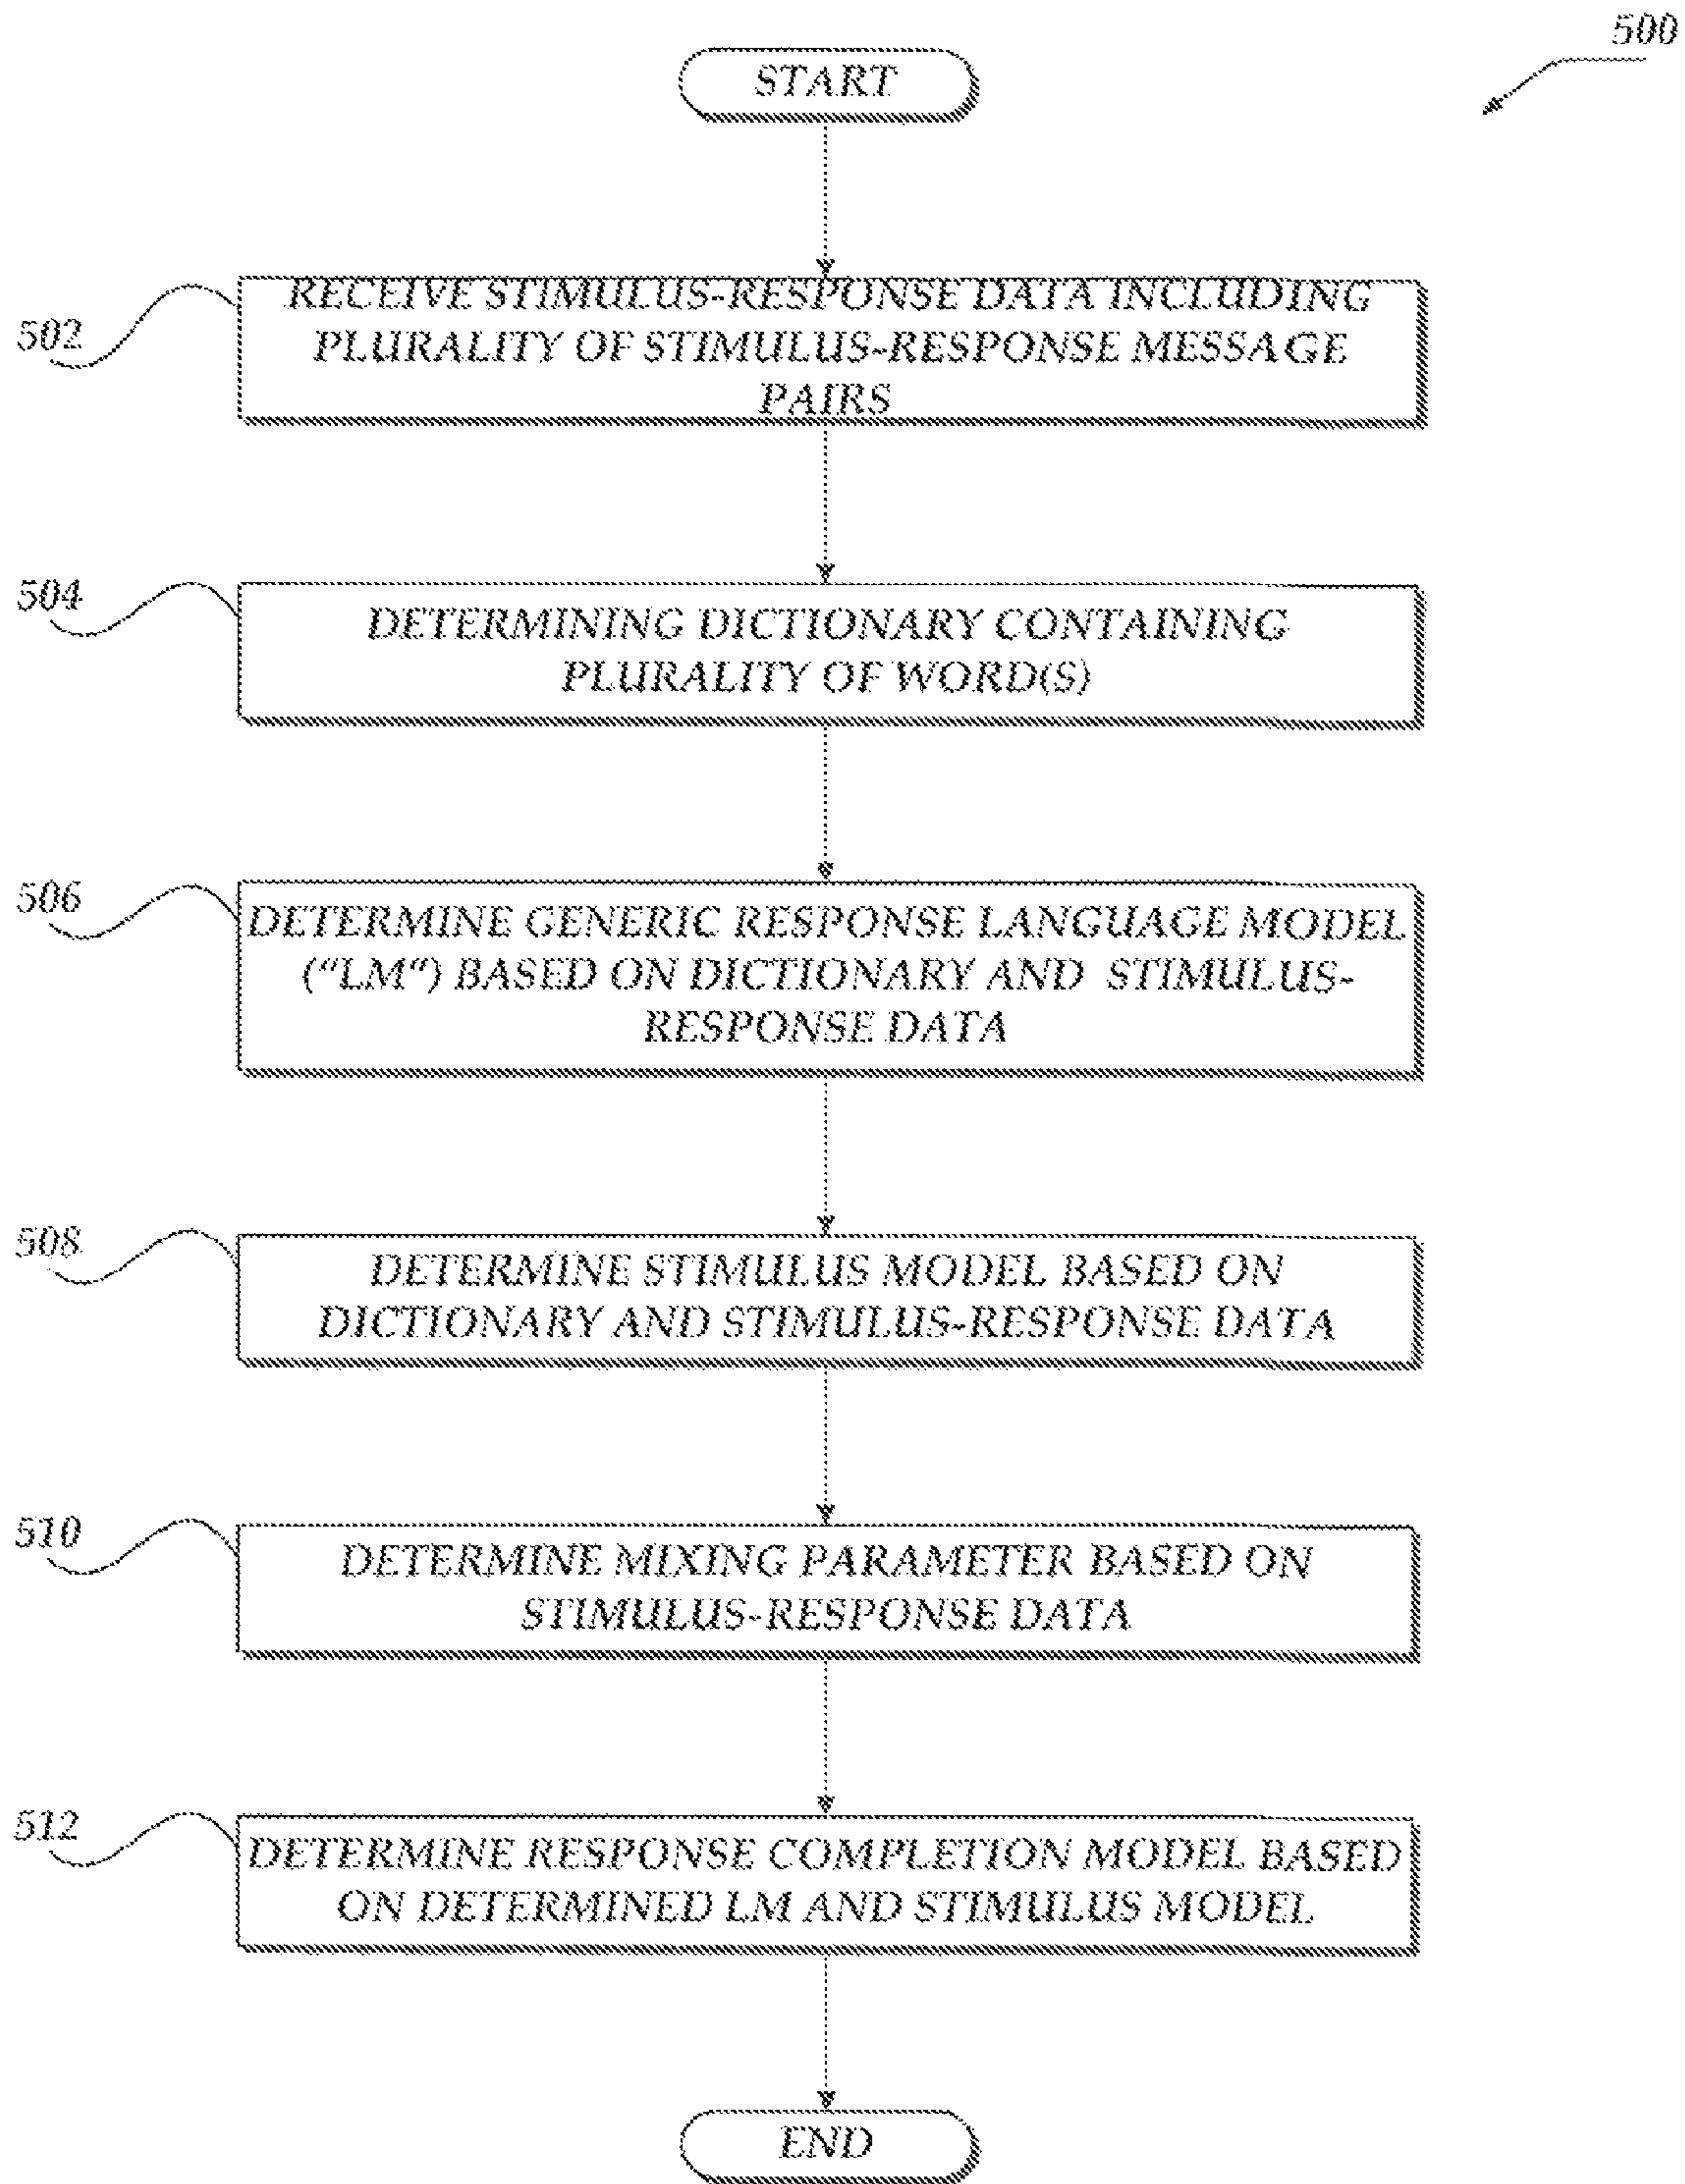 500
START
502
RECEIVE STIMULUS-RESPONSE DATA INCLUDING
PLURALITY OF STIMULUS-RESPONSE MESSAGE
PAIRS
504
DETERMINING DICTIONARY CONTAINING
PLURALITY OF WORD(S)
506
DETERMINE GENERIC RESPONSE LANGUAGE MODEL
(“LM“) BASED ON DICTIONARY AND STIMULUS-
RESPONSE DATA
508
DETERMINE STIMULUS MODEL BASED ON
DICTIONARY AND STIMULUS-RESPONSE DATA
510
DETERMINE MIXING PARAMETER BASED ON
STIMULUS-RESPONSE DATA
512
DETERMINE RESPONSE COMPLETION MODEL BASED
ON DETERMINED LM AND STIMULUS MODEL
END